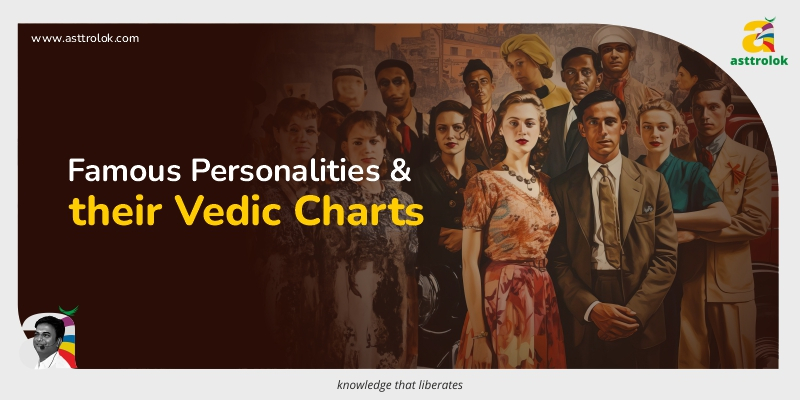 www.asttrolok.com
asttrolok
Famous Personalities &
their Vedic Charts
knowledge that liberates